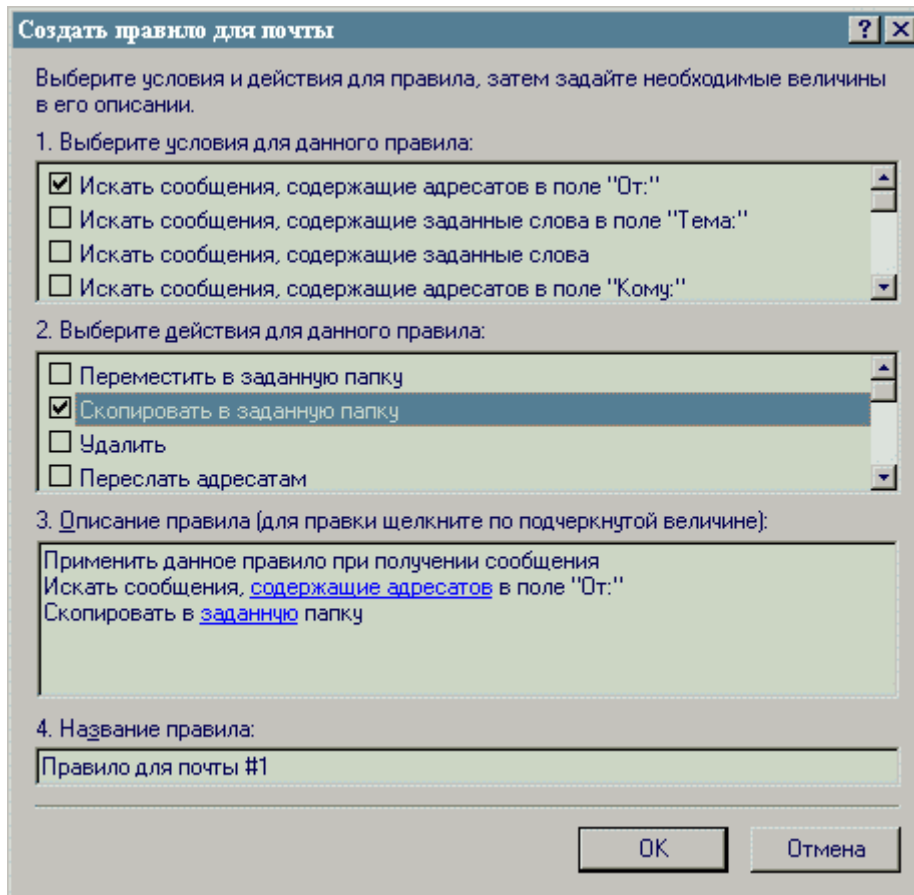 Создать правило для почты
Выберите условия и действия для правила, затем задайте необходимые величины
в его описании.
1. Выберите условия для данного правила:
Искать сообщения, содержащие адресатов в поле "От:"
Искать сообщения, содержащие заданные слова в поле "Тема:"
Искать сообщения, содержащие заданные слова
Искать сообщения, содержащие адресатов в поле "Кому:"
2. Выберите действия для данного правила:
Переместить в заданную папку
Скопировать в заданную папку
Удалить
Переслать адресатам
3. Описание правила (для правки щелкните по подчеркнутой величине):
Применить данное правило при получении сообщения
Искать сообщения, содержащие адресатов в поле "От:"
Скопировать в заданную папку
4. Название правила:
Правило для почты #1
OK Отмена